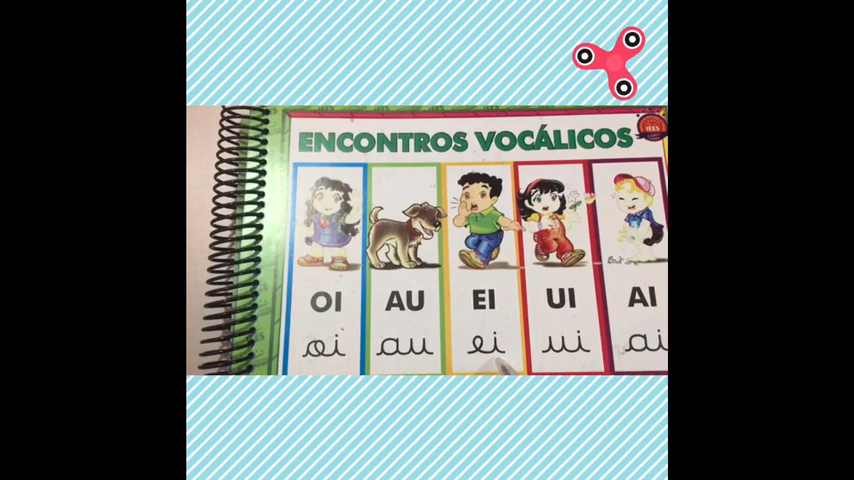 ENCONTROS VOCÁLICOS
OI AU EI UI AI
oi au ei ui ai